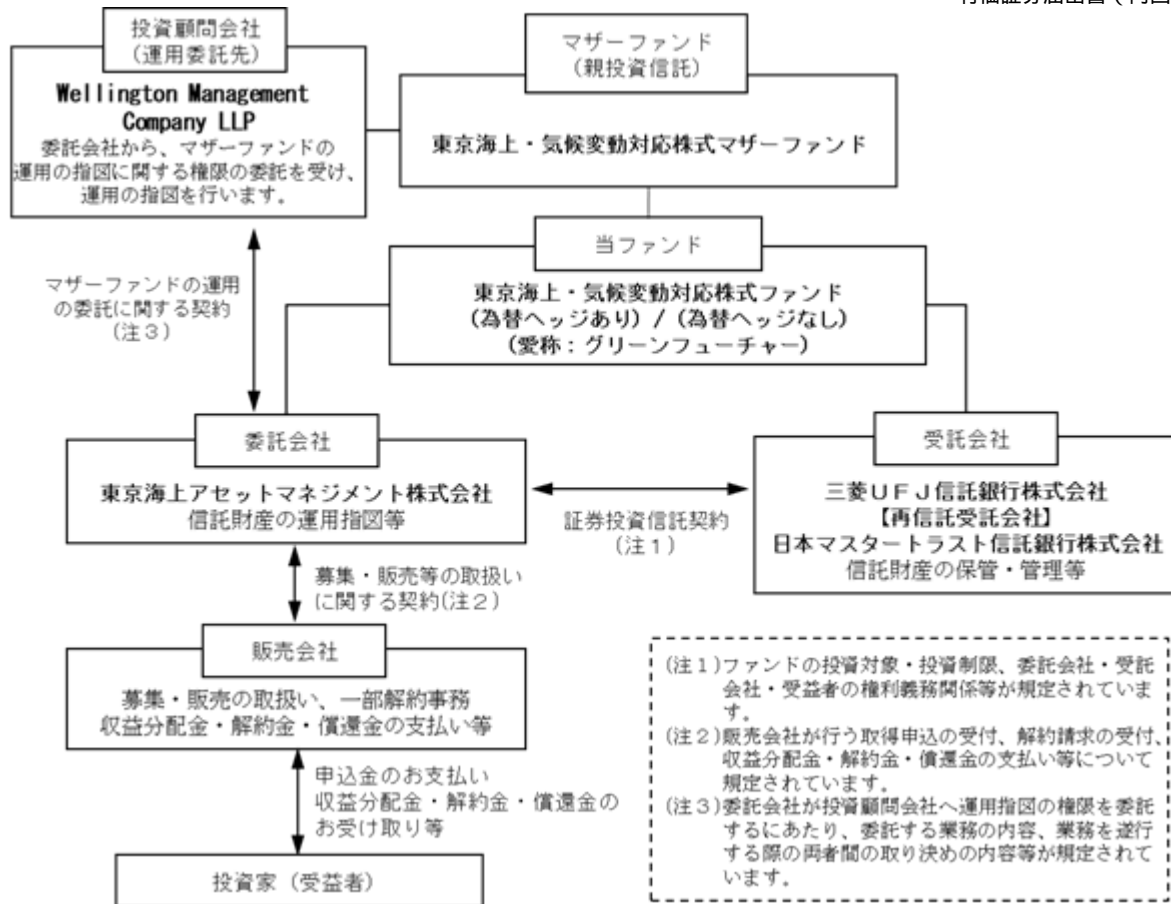 投資顧問会社
(運用委託先)
Wellington Management
Company LLP
委託会社から、マザーファンドの
運用の指図に関する権限の委託を受け、
運用の指図を行います。
マザーファンド
(親投資信託)
東京海上・気候変動対応株式マザーファンド
当ファンド
東京海上・気候変動対応株式ファンド
(為替ヘッジあり) / (為替ヘッジなし)
(愛称:グリーンフューチャー)
マザーファンドの運用
の委託に関する契約
(注3)
委託会社
東京海上アセットマネジメント株式会社
信託財産の運用指図等
証券投資信託契約
(注1)
受託会社
三菱UFJ信託銀行株式会社
【再信託受託会社】
日本マスタートラスト信託銀行株式会社
信託財産の保管・管理等
募集・販売等の取扱い
に関する契約(注2)
販売会社
募集・販売の取扱い、一部解約事務
収益分配金・解約金・償還金の支払い等
申込金のお支払い
収益分配金・解約金・償還金の
お受け取り等
投資家(受益者)
(注1)ファンドの投資対象・投資制限、委託会社・受託
会社・受益者の権利義務関係等が規定されていま
す。
(注2)販売会社が行う取得申込の受付、解約請求の受付、
収益分配金・解約金・償還金の支払い等について
規定されています。
(注3)委託会社が投資顧問会社へ運用指図の権限を委託
するにあたり、委託する業務の内容、業務を遂行
する際の両者間の取り決めの内容等が規定されて
います。